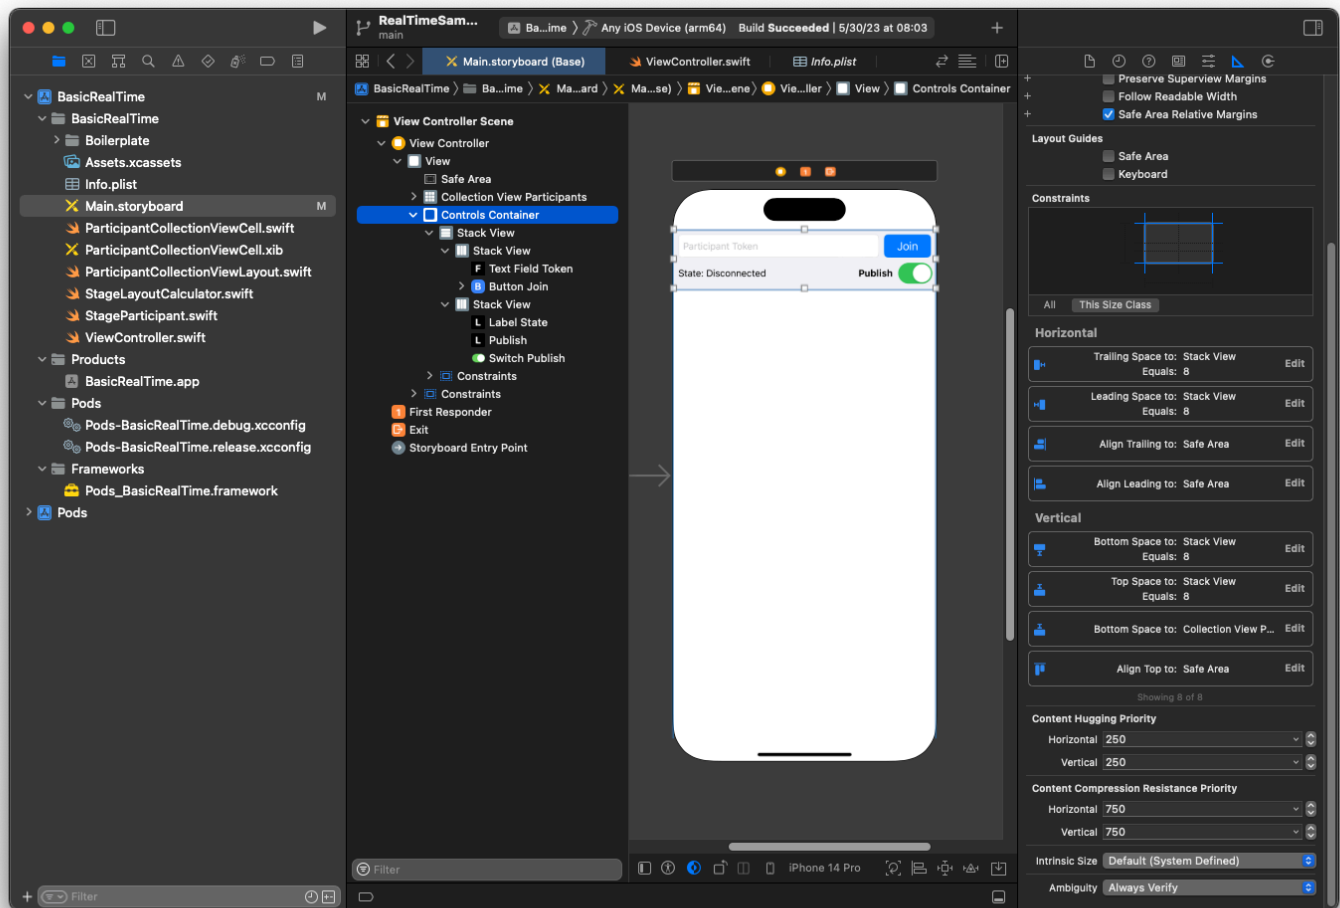 RealTimeSam...
main
Ba...ime
Any iOS Device (arm64)
Build Succeeded | 5/30/23 at 08:03
Main.storyboard (Base)
ViewController.swift
Info.plist
BasicRealTime
Ba...ime
Ma...ard
Ma...se)
Vie...ene)
Vie...ller
View
Controls Container
BasicRealTime M
BasicRealTime
Boilerplate
Assets.xcassets
Info.plist
Main.storyboard M
ParticipantCollectionViewCell.swift
ParticipantCollectionViewCell.xib
ParticipantCollectionViewLayout.swift
StageLayoutCalculator.swift
StageParticipant.swift
ViewController.swift
Products
BasicRealTime.app
Pods
Pods-BasicRealTime.debug.xcconfig
Pods-BasicRealTime.release.xcconfig
Frameworks
Pods_BasicRealTime.framework
Pods
Filter
View Controller Scene
View Controller
View
Safe Area
Collection View Participants
Controls Container
Stack View
Stack View
F Text Field Token
B Button Join
Stack View
L Label State
L Publish
Switch Publish
Constraints
Constraints
1 First Responder
Exit
Storyboard Entry Point
Filter
Participant Token
Join
State: Disconnected
Publish
iPhone 14 Pro
Preserve Superview Margins
Follow Readable Width
Safe Area Relative Margins
Layout Guides
Safe Area
Keyboard
Constraints
All
This Size Class
Horizontal
Trailing Space to: Stack View
Equals: 8
Edit
Leading Space to: Stack View
Equals: 8
Edit
Align Trailing to: Safe Area
Edit
Align Leading to: Safe Area
Edit
Vertical
Bottom Space to: Stack View
Equals: 8
Edit
Top Space to: Stack View
Equals: 8
Edit
Bottom Space to: Collection View P...
Edit
Align Top to: Safe Area
Edit
Showing 8 of 8
Content Hugging Priority
Horizontal 250
Vertical 250
Content Compression Resistance Priority
Horizontal 750
Vertical 750
Intrinsic Size Default (System Defined)
Ambiguity Always Verify